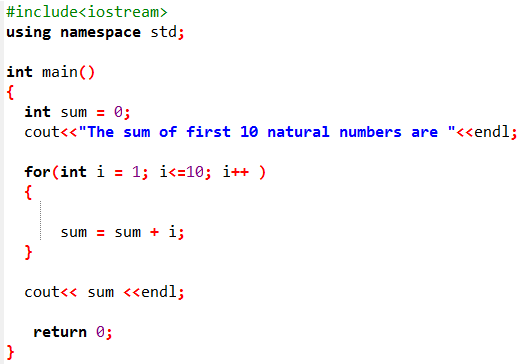 #include<iostream>
using namespace std;
int main()
{
int sum = 0;
cout<<"The sum of first 10 natural numbers are "<<endl;
for(int i = 1; i<=10; i++ )
{
sum = sum + i;
}
cout<< sum <<endl;
return 0;
}